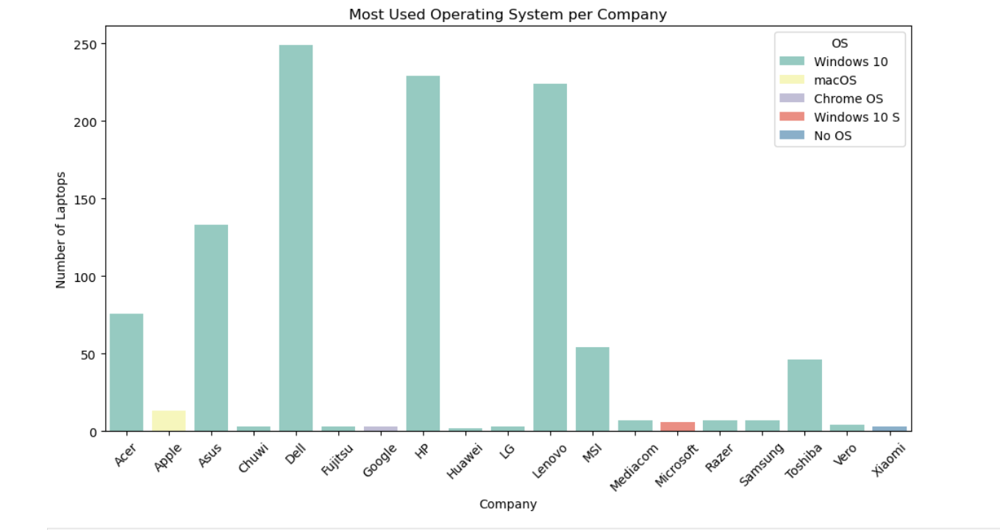 Most Used Operating System per Company
OS
Windows 10
macOS
Chrome OS
Windows 10 S
No OS
Number of Laptops
250
200
150
100
50
0
Acer
Apple
Asus
Chuwi
Dell
Fujitsu
Google
HP
Huawei
LG
Lenovo
MSI
Mediacom
Microsoft
Razer
Samsung
Toshiba
Vero
Xiaomi
Company